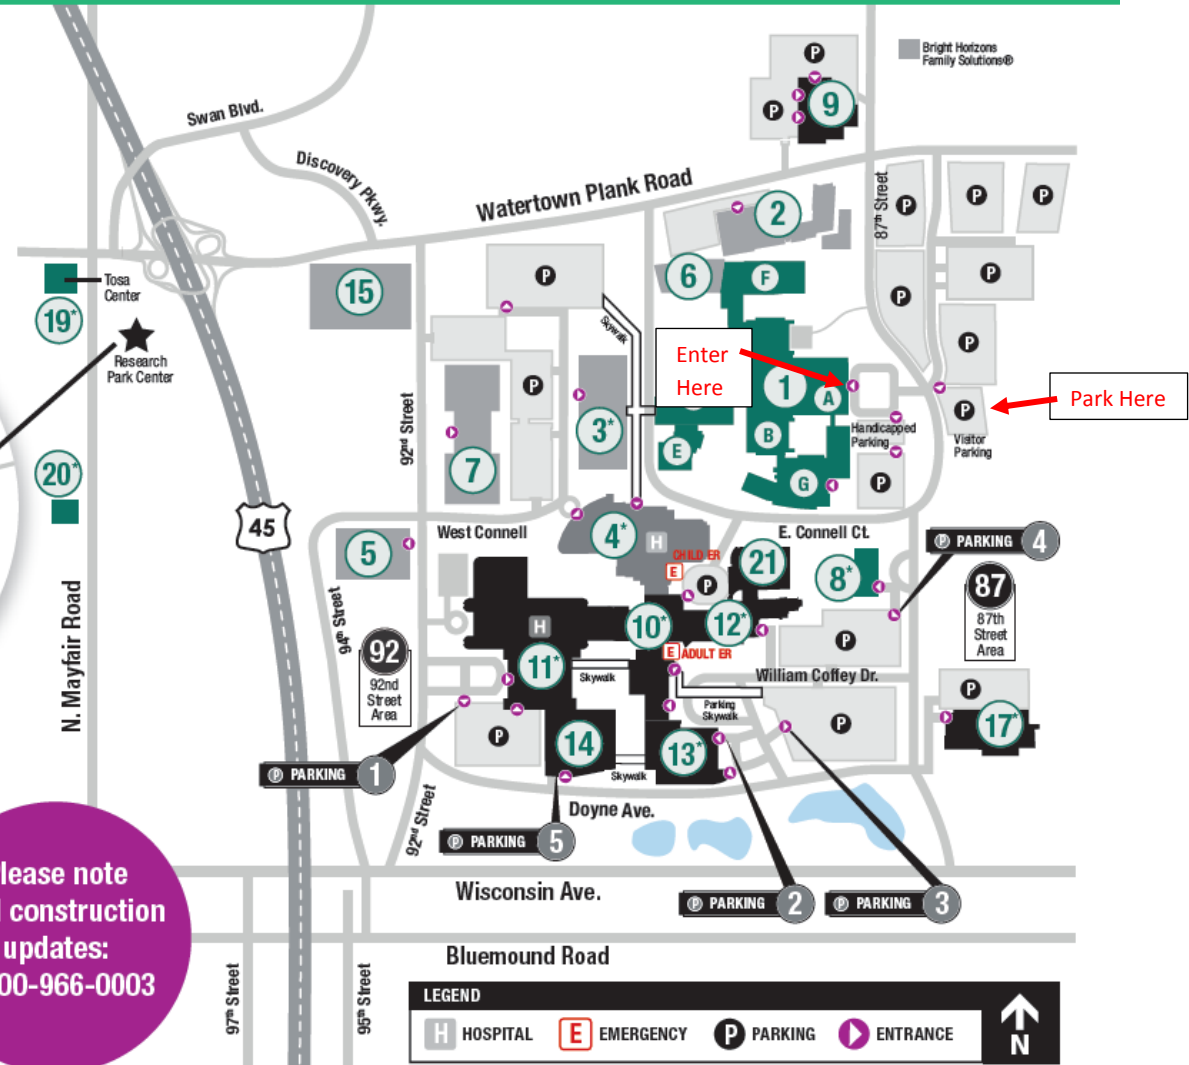 Bright Horizons
Family Solutions®
P
P
9
Swan Blvd.
Discovery Pkwy.
Watertown Plank Road
87th Street
P
P
P
2
6
F
P
P
15
P
Tosa
Center
19*
Research
Park Center
Skywalk
Enter
Here
1
A
P
Park Here
P
Visitor
Parking
Handicapped
Parking
P
3*
92nd Street
7
E
B
G
P
20*
45
West Connell
4*
H
E. Connell Ct.
PARKING 4
5
CHILD ER
E
P
21
8*
87
87th
Street
Area
N. Mayfair Road
94th Street
92
92nd
Street
Area
H
10*
12*
P
11*
E ADULT ER
Skywalk
William Coffey Dr.
Parking
Skywalk
P
P
17*
P
14
13*
Skywalk
P PARKING 1
Doyne Ave.
92nd Street
P PARKING 5
lease note
construction
updates:
00-966-0003
Wisconsin Ave.
P PARKING 2
P PARKING 3
Bluemound Road
97th Street
95th Street
LEGEND
H HOSPITAL
E EMERGENCY
P PARKING
ENTRANCE
N